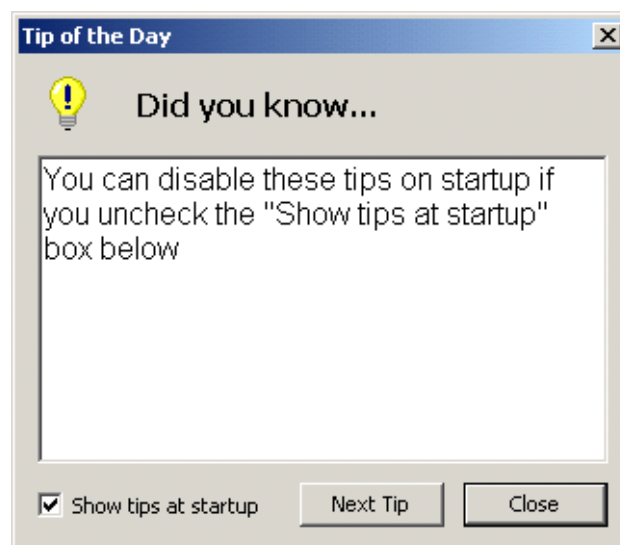 Tip of the Day
Did you know...
You can disable these tips on startup if
you uncheck the "Show tips at startup"
box below
Show tips at startup
Next Tip
Close